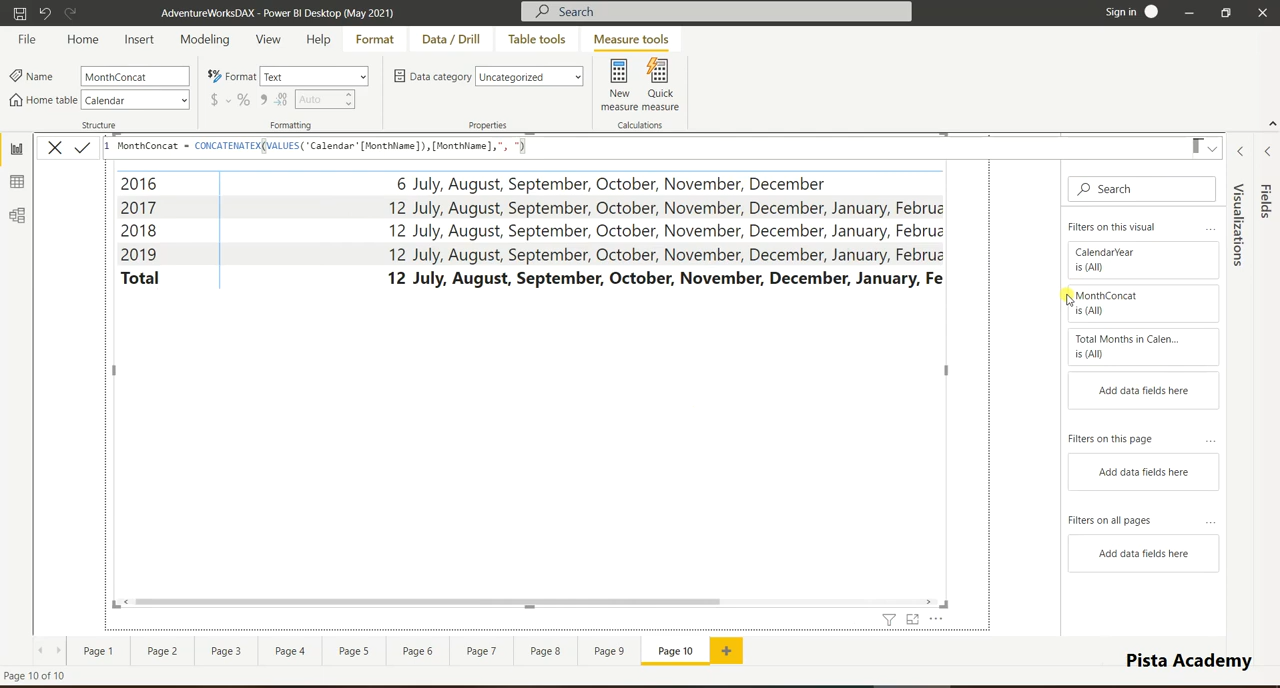 AdventureWorksDAX - Power BI Desktop (May 2021)
Search
Sign in
File Home Insert Modeling View Help Format Data / Drill Table tools Measure tools
Name MonthConcat
Home table Calendar
Structure
Format Text
$ % 9 Auto
Formatting
Data category Uncategorized
Properties
New measure
Quick measure
Calculations
1 MonthConcat = CONCATENATEX(VALUES('Calendar'[MonthName]),[MonthName],", ")
2016 6 July, August, September, October, November, December
2017 12 July, August, September, October, November, December, January, Februa
2018 12 July, August, September, October, November, December, January, Februa
2019 12 July, August, September, October, November, December, January, Februa
Total 12 July, August, September, October, November, December, January, Fe
Search
Filters on this visual ...
CalendarYear
is (All)
MonthConcat
is (All)
Total Months in Calen...
is (All)
Add data fields here
Filters on this page ...
Add data fields here
Filters on all pages ...
Add data fields here
Visualizations
Fields
Page 1 Page 2 Page 3 Page 4 Page 5 Page 6 Page 7 Page 8 Page 9 Page 10 +
Pista Academy
Page 10 of 10